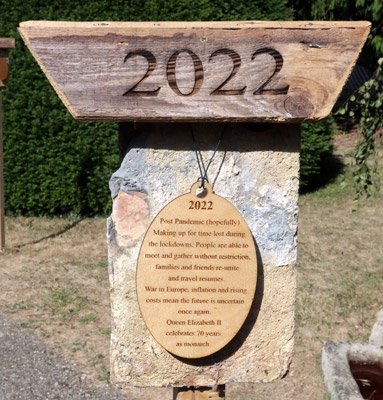 2022
2022
Post Pandemic (hopefully)
Making up for time lost during
the lockdowns. People are able to
meet and gather without restriction,
families and friends re-unite
and travel resumes.
War in Europe, inflation and rising
costs mean the future is uncertain
once again.
Queen Elizabeth II
celebrates 70 years
as monarch